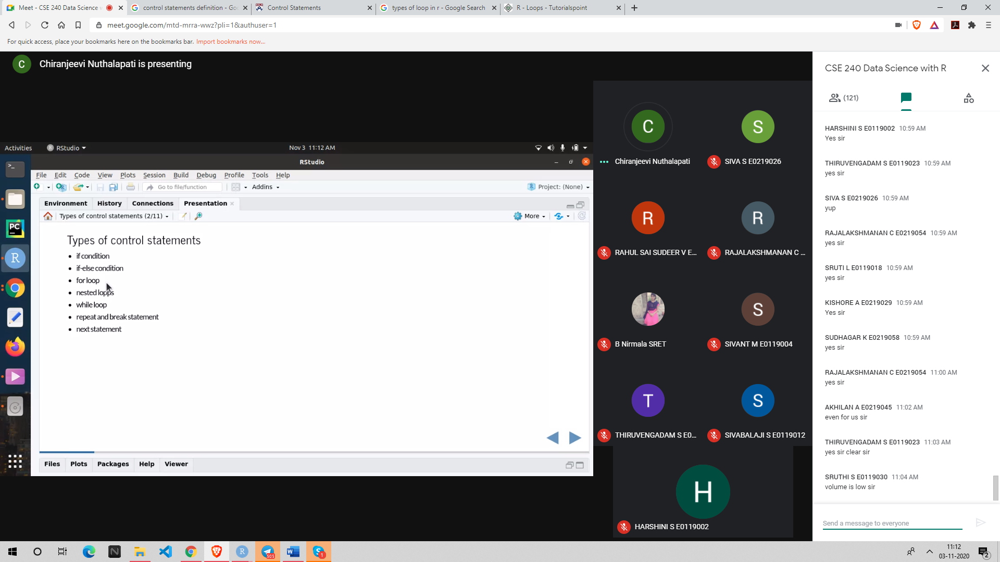 Meet - CSE 240 Data Science w
control statements definition - Go
Control Statements
types of loop in r - Google Search
R - Loops - Tutorialspoint
meet.google.com/mtd-mrra-wwz?pli=1&authuser=1
For quick access, place your bookmarks here on the bookmarks bar. Import bookmarks now...
C
Chiranjeevi Nuthalapati is presenting
Activities
RStudio
Nov 3 11:12 AM
RStudio
File Edit Code View Plots Session Build Debug Profile Tools Help
Go to file/function
Addins
Project: (None)
Environment History Connections Presentation
Types of control statements (2/11)
More
Types of control statements
• if condition
• if-else condition
• for loop
• nested lopps
• while loop
• repeat and break statement
• next statement
Files Plots Packages Help Viewer
PC
R
C
Chiranjeevi Nuthalapati
S
SIVA S E0219026
R
RAHUL SAI SUDEER V E...
R
RAJALAKSHMANAN C ...
B Nirmala SRET
S
SIVANT M E0119004
T
THIRUVENGADAM S E0...
S
SIVABALAJI S E0119012
H
HARSHINI S E0119002
CSE 240 Data Science with R
(121)
HARSHINI S E0119002 10:59 AM
Yes sir
THIRUVENGADAM S E0119023 10:59 AM
yes sir
SIVA S E0219026 10:59 AM
yup
RAJALAKSHMANAN C E0219054 10:59 AM
yes sir
SRUTI L E0119018 10:59 AM
yes sir
KISHORE A E0219029 10:59 AM
Yes sir
SUDHAGAR K E0219058 10:59 AM
yes sir
RAJALAKSHMANAN C E0219054 11:00 AM
yes sir
AKHILAN A E0219045 11:02 AM
even for us sir
THIRUVENGADAM S E0119023 11:03 AM
yes sir clear sir
SRUTHI S E0119030 11:04 AM
volume is low sir
Send a message to everyone
N
R
505
W
S
1
11:12
03-11-2020
2